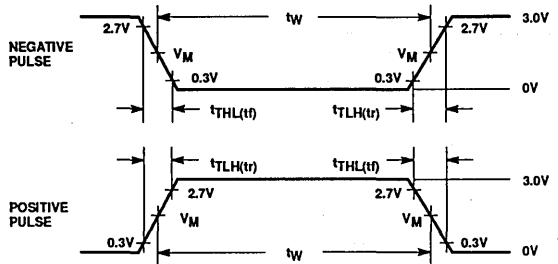 tW
3.0V
2.7V
2.7V
NEGATIVE
PULSE
VM
VM
0.3V
0.3V
0V
tTHL(tf)
tTLH(tr)
tTLH(tr)
tTHL(tf)
3.0V
2.7V
2.7V
POSITIVE
PULSE
VM
VM
0.3V
0.3V
tW
0V